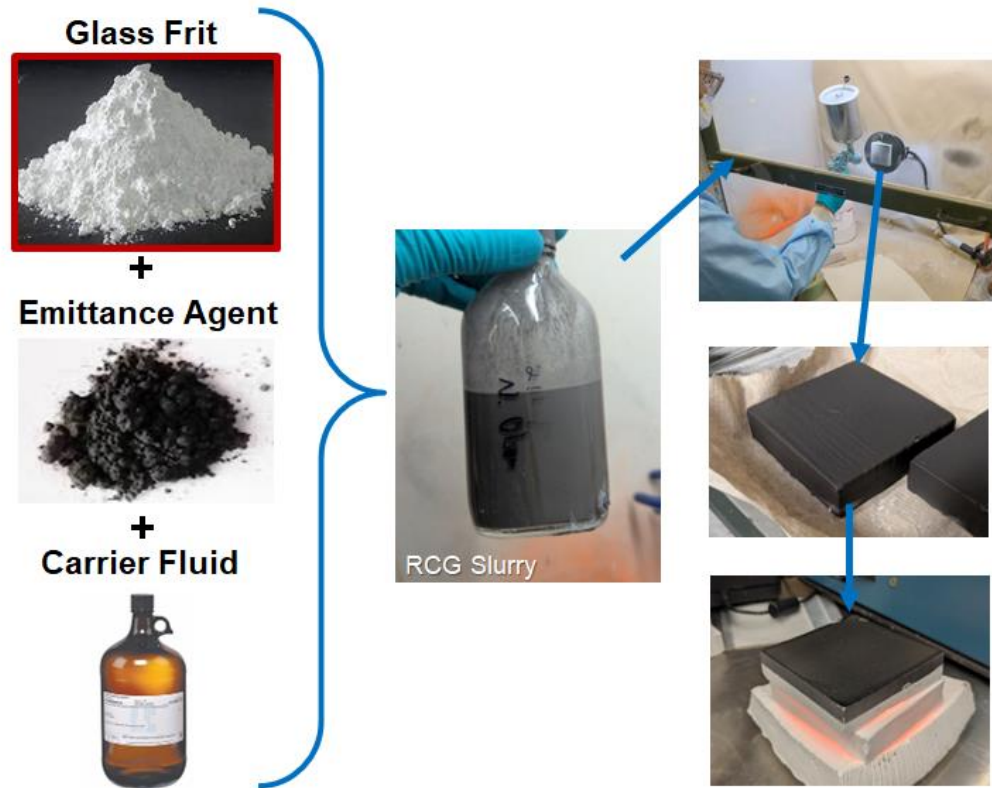 Glass Frit
+
Emittance Agent
+
Carrier Fluid
RCG Slurry